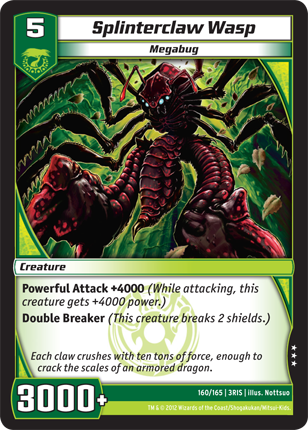 5 Splinterclaw Wasp
Megabug
Creature
Powerful Attack +4000 (While attacking, this
creature gets +4000 power.)
Double Breaker (This creature breaks 2 shields.)
Each claw crushes with ten tons of force, enough to
crack the scales of an armored dragon.
3000+
160/165 | 3RIS | illus. Nottsuo
TM & © 2012 Wizards of the Coast/Shogakukan/Mitsui-Kids